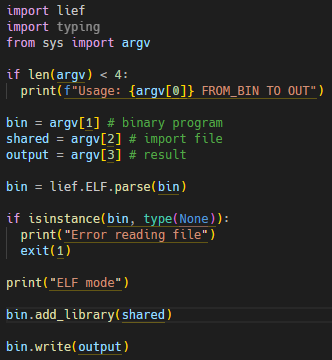 import lief
import typing
from sys import argv
if len(argv) < 4:
print(f"Usage: {argv[0]} FROM_BIN TO OUT")
bin = argv[1] # binary program
shared = argv[2] # import file
output = argv[3] # result
bin = lief.ELF.parse(bin)
if isinstance(bin, type(None)):
print("Error reading file")
exit(1)
print("ELF mode")
bin.add_library(shared)
bin.write(output)